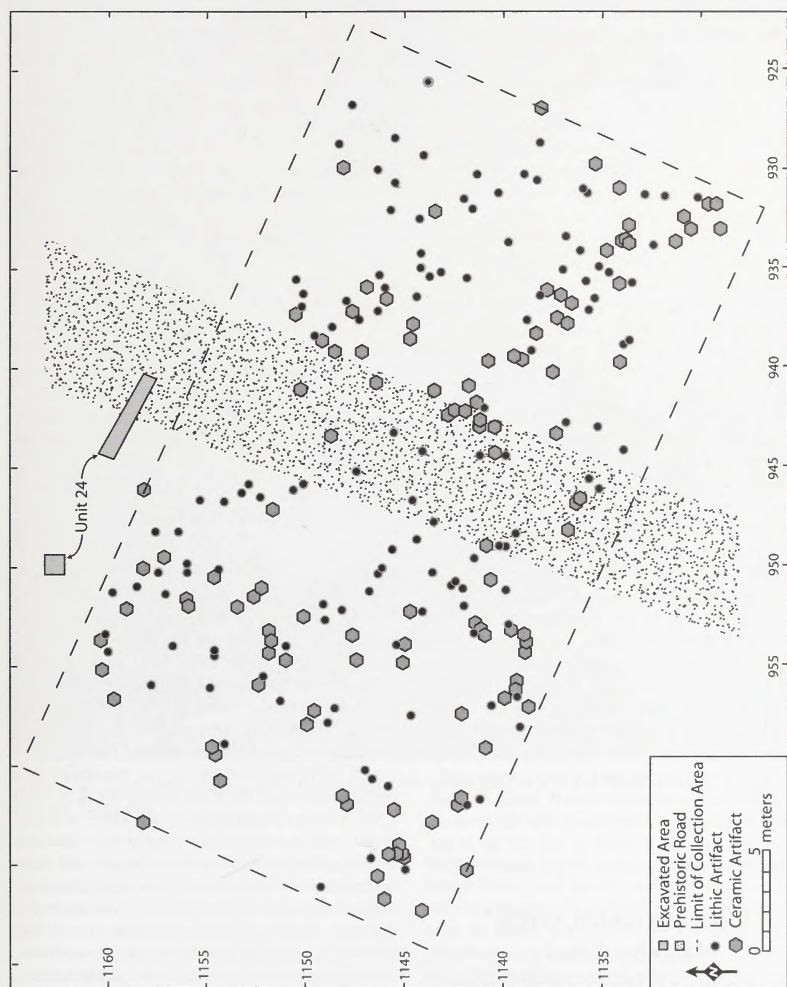 Unit 24
1160
1155
1150
1145
1140
1135
Excavated Area
Prehistoric Road
Limit of Collection Area
Lithic Artifact
Ceramic Artifact
N
0 5 meters
955
950
945
940
935
930
925